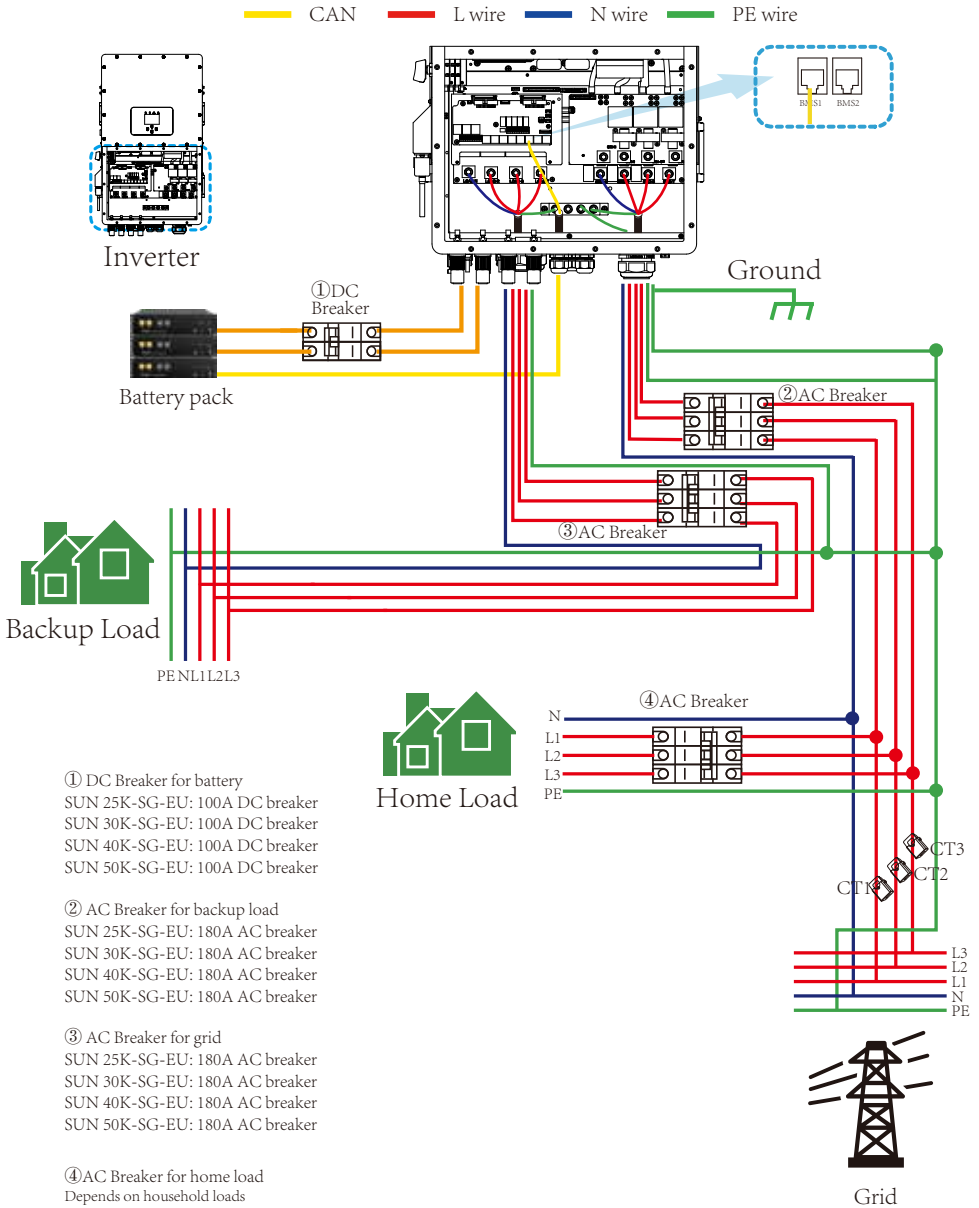 CAN L wire N wire PE wire
BMS1 BMS2
Inverter
Ground
①DC
Breaker
Battery pack
②AC Breaker
③AC Breaker
Backup Load
PE N L1 L2 L3
④AC Breaker
N
L1
L2
L3
PE
Home Load
CT3
CT2
CT1
L3
L2
L1
N
PE
Grid
① DC Breaker for battery
SUN 25K-SG-EU: 100A DC breaker
SUN 30K-SG-EU: 100A DC breaker
SUN 40K-SG-EU: 100A DC breaker
SUN 50K-SG-EU: 100A DC breaker
② AC Breaker for backup load
SUN 25K-SG-EU: 180A AC breaker
SUN 30K-SG-EU: 180A AC breaker
SUN 40K-SG-EU: 180A AC breaker
SUN 50K-SG-EU: 180A AC breaker
③ AC Breaker for grid
SUN 25K-SG-EU: 180A AC breaker
SUN 30K-SG-EU: 180A AC breaker
SUN 40K-SG-EU: 180A AC breaker
SUN 50K-SG-EU: 180A AC breaker
④AC Breaker for home load
Depends on household loads